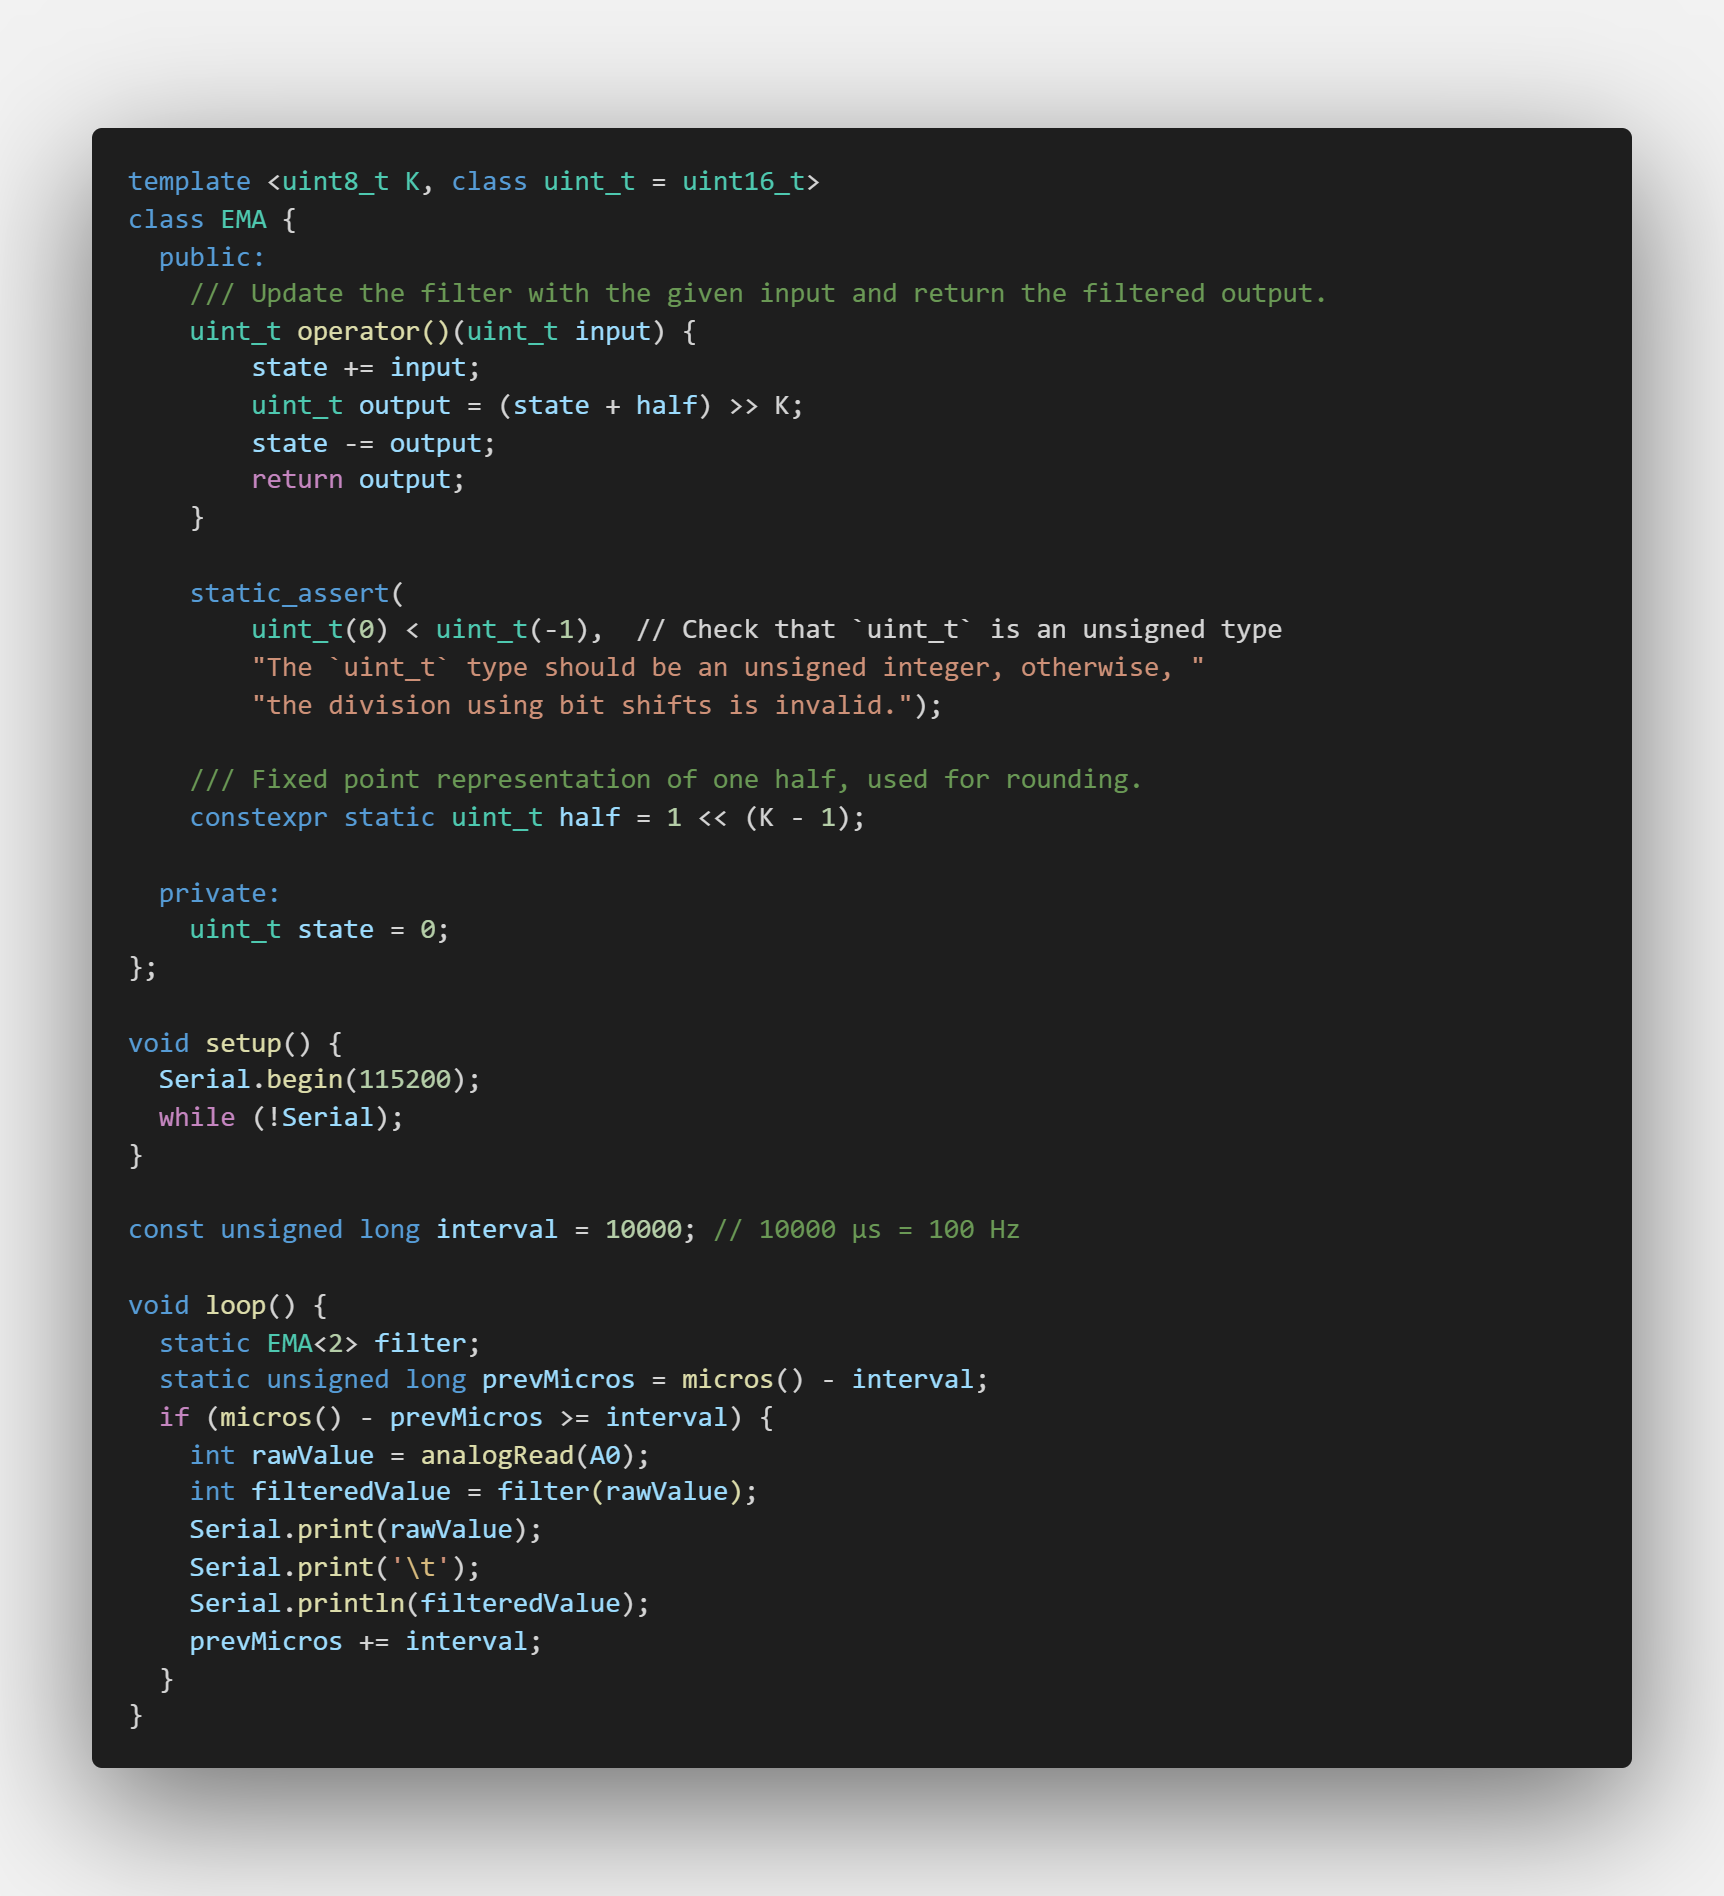 template <uint8_t K, class uint_t = uint16_t>
class EMA {
  public:
    /// Update the filter with the given input and return the filtered output.
    uint_t operator()(uint_t input) {
        state += input;
        uint_t output = (state + half) >> K;
        state -= output;
        return output;
    }

    static_assert(
        uint_t(0) < uint_t(-1),  // Check that `uint_t` is an unsigned type
        "The `uint_t` type should be an unsigned integer, otherwise, "
        "the division using bit shifts is invalid.");

    /// Fixed point representation of one half, used for rounding.
    constexpr static uint_t half = 1 << (K - 1);

  private:
    uint_t state = 0;
};

void setup() {
  Serial.begin(115200);
  while (!Serial);
}

const unsigned long interval = 10000; // 10000 µs = 100 Hz

void loop() {
  static EMA<2> filter;
  static unsigned long prevMicros = micros() - interval;
  if (micros() - prevMicros >= interval) {
    int rawValue = analogRead(A0);
    int filteredValue = filter(rawValue);
    Serial.print(rawValue);
    Serial.print('\t');
    Serial.println(filteredValue);
    prevMicros += interval;
  }
}